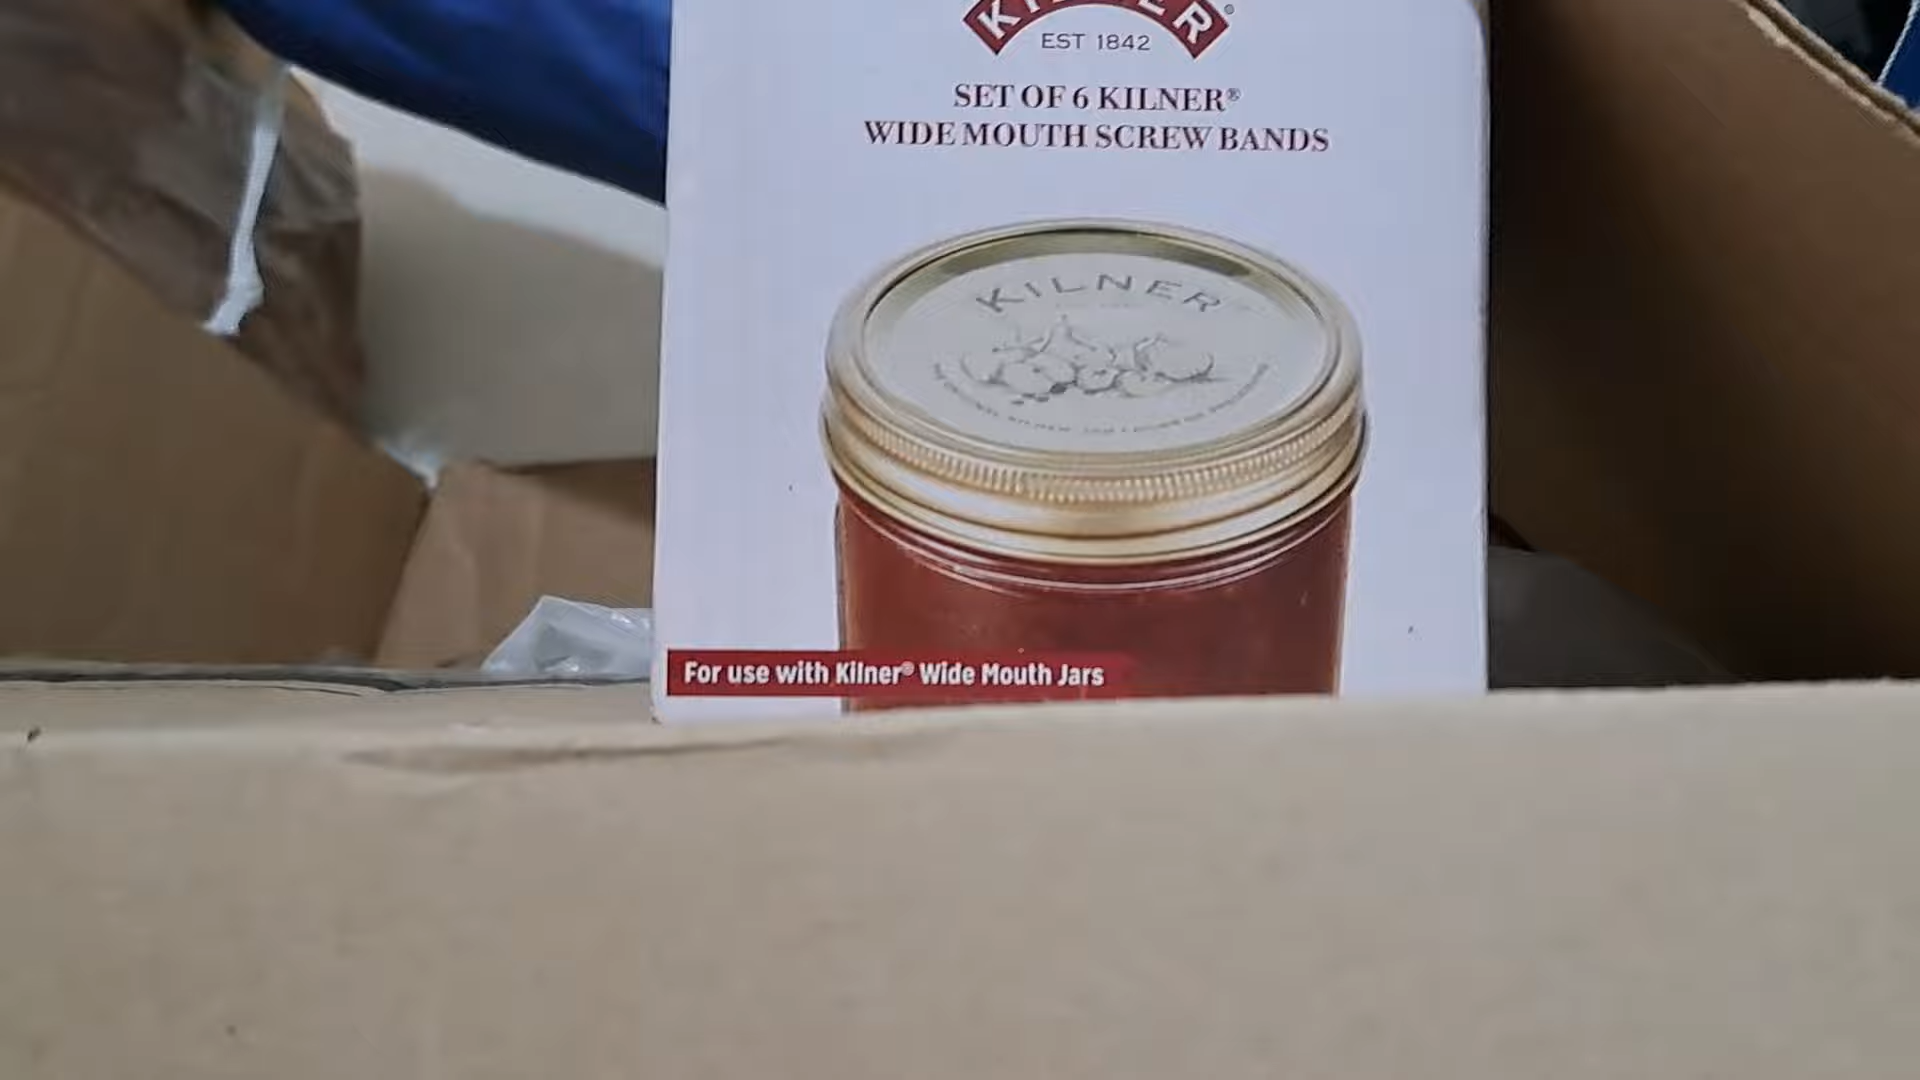 KILNER®
EST 1842
SET OF 6 KILNER®
WIDE MOUTH SCREW BANDS
KILNER
For use with Kilner® Wide Mouth Jars